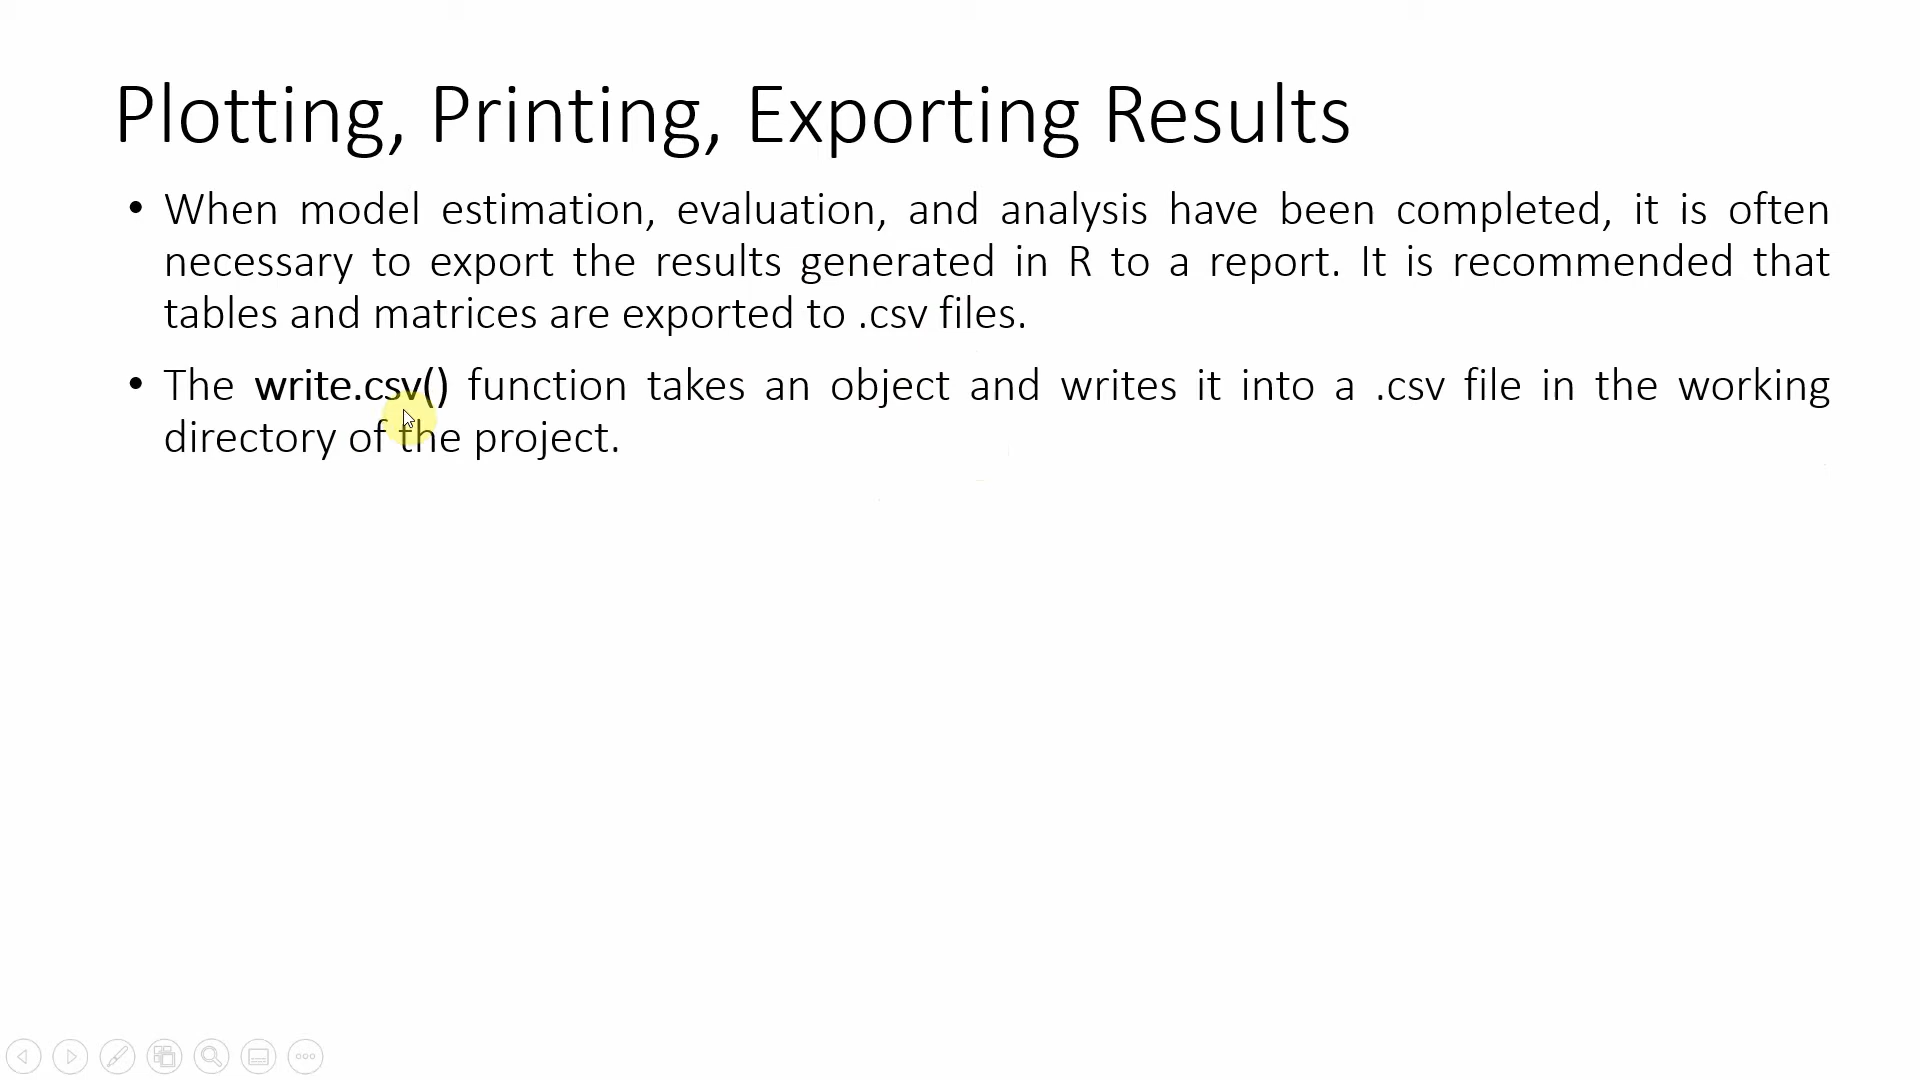 Plotting, Printing, Exporting Results
• When model estimation, evaluation, and analysis have been completed, it is often
necessary to export the results generated in R to a report. It is recommended that
tables and matrices are exported to .csv files.
• The write.csv() function takes an object and writes it into a .csv file in the working
directory of the project.